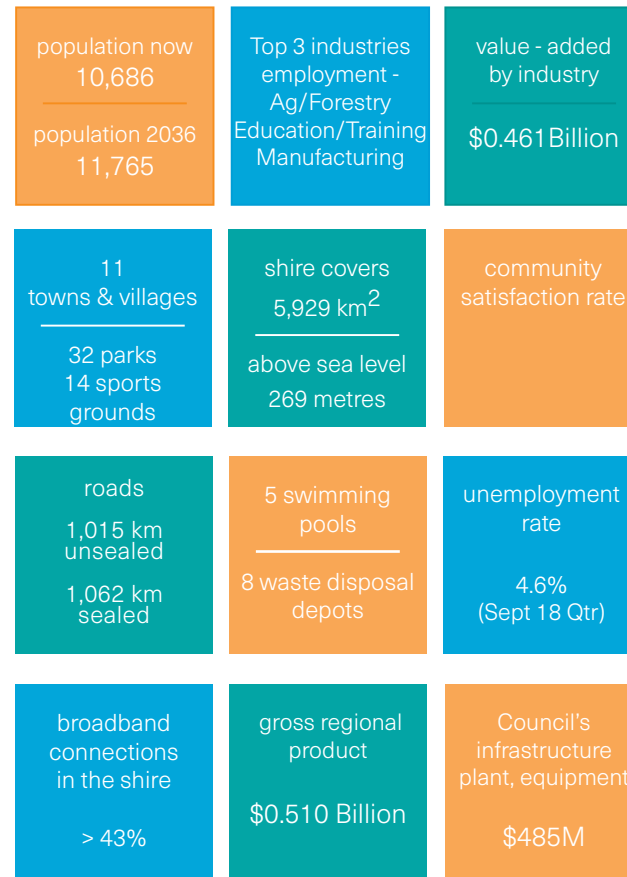 population now
10,686
population 2036
11,765
Top 3 industries
employment -
Ag/Forestry
Education/Training
Manufacturing
value - added
by industry
$0.461Billion
11
towns & villages
32 parks
14 sports
grounds
shire covers
5,929 km²
above sea level
269 metres
community
satisfaction rate
roads
1,015 km
unsealed
1,062 km
sealed
5 swimming
pools
8 waste disposal
depots
unemployment
rate
4.6%
(Sept 18 Qtr)
broadband
connections
in the shire
> 43%
gross regional
product
$0.510 Billion
Council's
infrastructure
plant, equipment
$485M